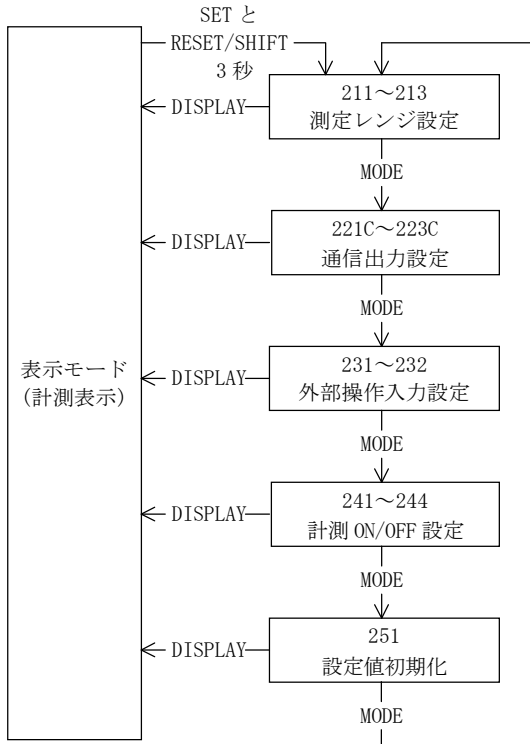 SET と
RESET/SHIFT
3 秒
211～213
測定レンジ設定
DISPLAY
MODE
221C～223C
通信出力設定
DISPLAY
MODE
表示モード
(計測表示)
231～232
外部操作入力設定
DISPLAY
MODE
241～244
計測 ON/OFF 設定
DISPLAY
MODE
251
設定値初期化
DISPLAY
MODE